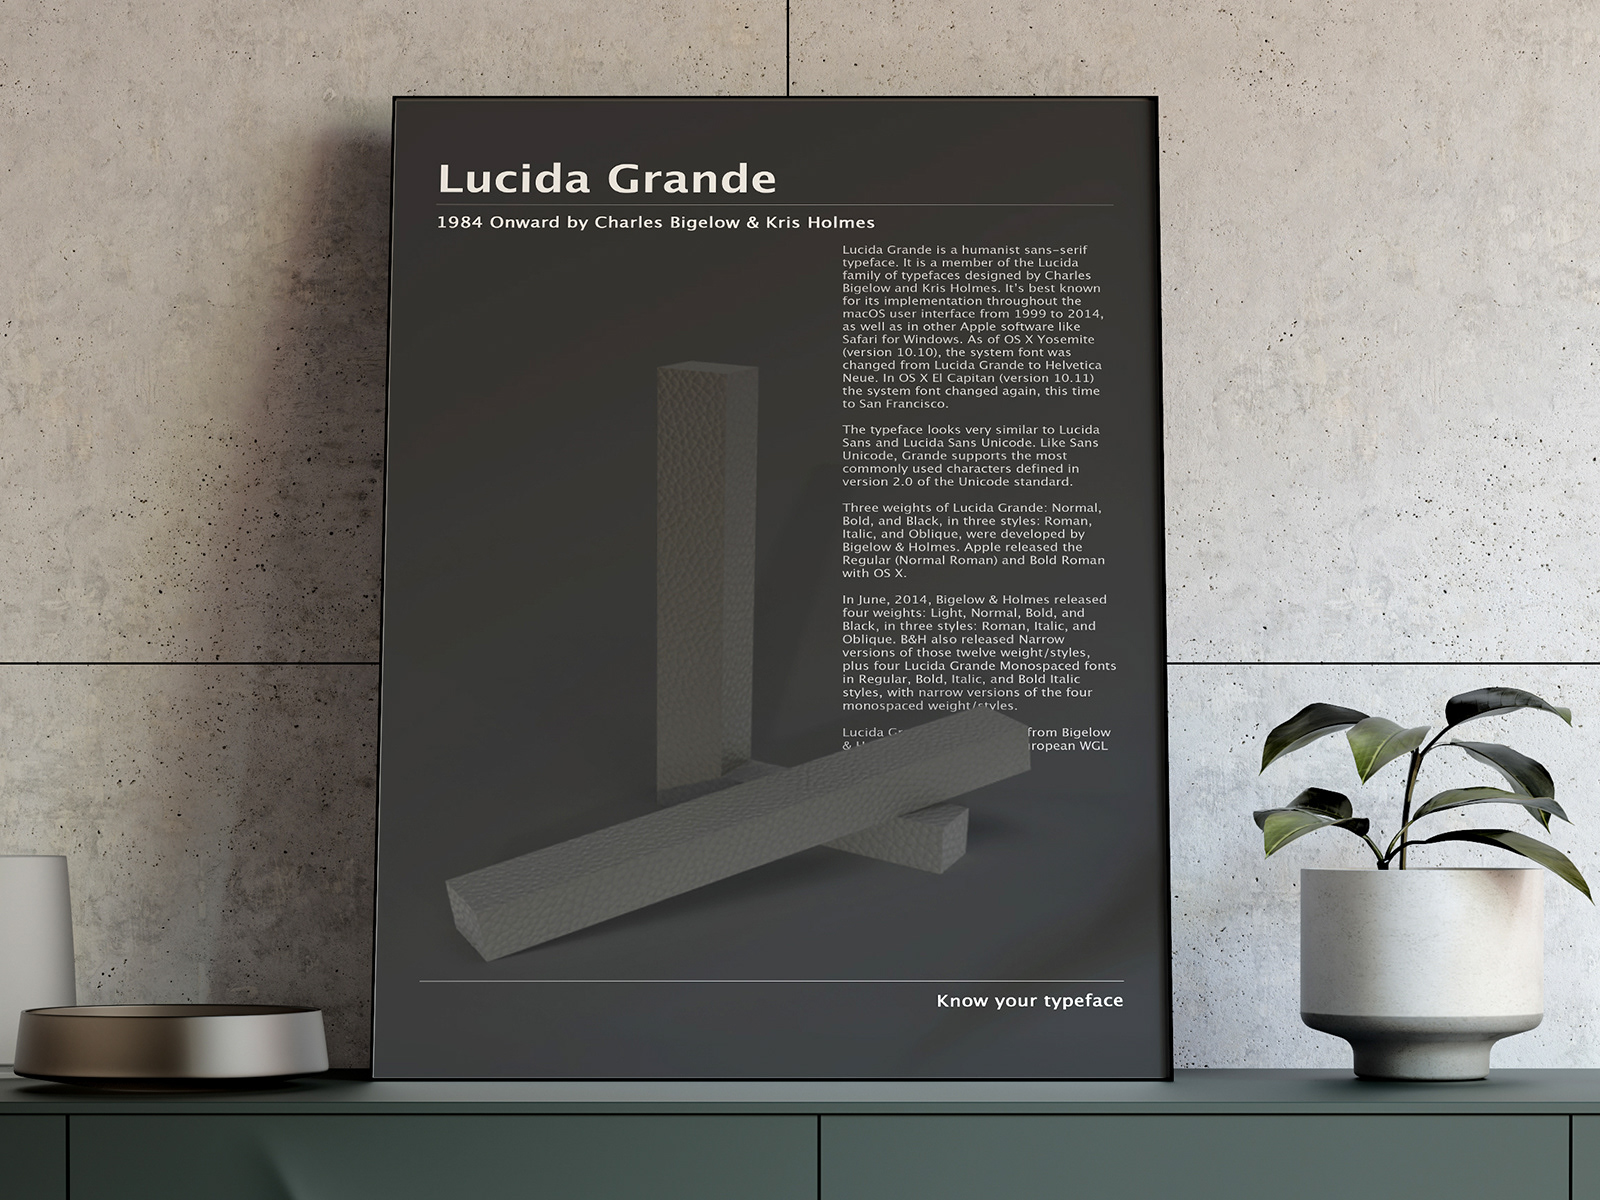 Lucida Grande
1984 Onward by Charles Bigelow & Kris Holmes
Lucida Grande is a humanist sans-serif
typeface. It is a member of the Lucida
family of typefaces designed by Charles
Bigelow and Kris Holmes. It's best known
for its implementation throughout the
macOS user interface from 1999 to 2014,
as well as in other Apple software like
Safari for Windows. As of OS X Yosemite
(version 10.10), the system font was
changed from Lucida Grande to Helvetica
Neue. In OS X El Capitan (version 10.11)
the system font changed again, this time
to San Francisco.
The typeface looks very similar to Lucida
Sans and Lucida Sans Unicode. Like Sans
Unicode, Grande supports the most
commonly used characters defined in
version 2.0 of the Unicode standard.
Three weights of Lucida Grande: Normal,
Bold, and Black, in three styles: Roman,
Italic, and Oblique, were developed by
Bigelow & Holmes. Apple released the
Regular (Normal Roman) and Bold Roman
with OS X.
In June, 2014, Bigelow & Holmes released
four weights: Light, Normal, Bold, and
Black, in three styles: Roman, Italic, and
Oblique. B&H also released Narrow
versions of those twelve weight/styles,
plus four Lucida Grande Monospaced fonts
in Regular, Bold, Italic, and Bold Italic
styles, with narrow versions of the four
monospaced weight/styles.
Lucida from Bigelow
& WGL
Know your typeface